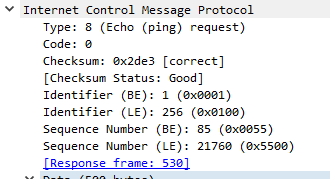 Internet Control Message Protocol
Type: 8 (Echo (ping) request)
Code: 0
Checksum: 0x2de3 [correct]
[Checksum Status: Good]
Identifier (BE): 1 (0x0001)
Identifier (LE): 256 (0x0100)
Sequence Number (BE): 85 (0x0055)
Sequence Number (LE): 21760 (0x5500)
[Response frame: 530]
Data (500 bytes)